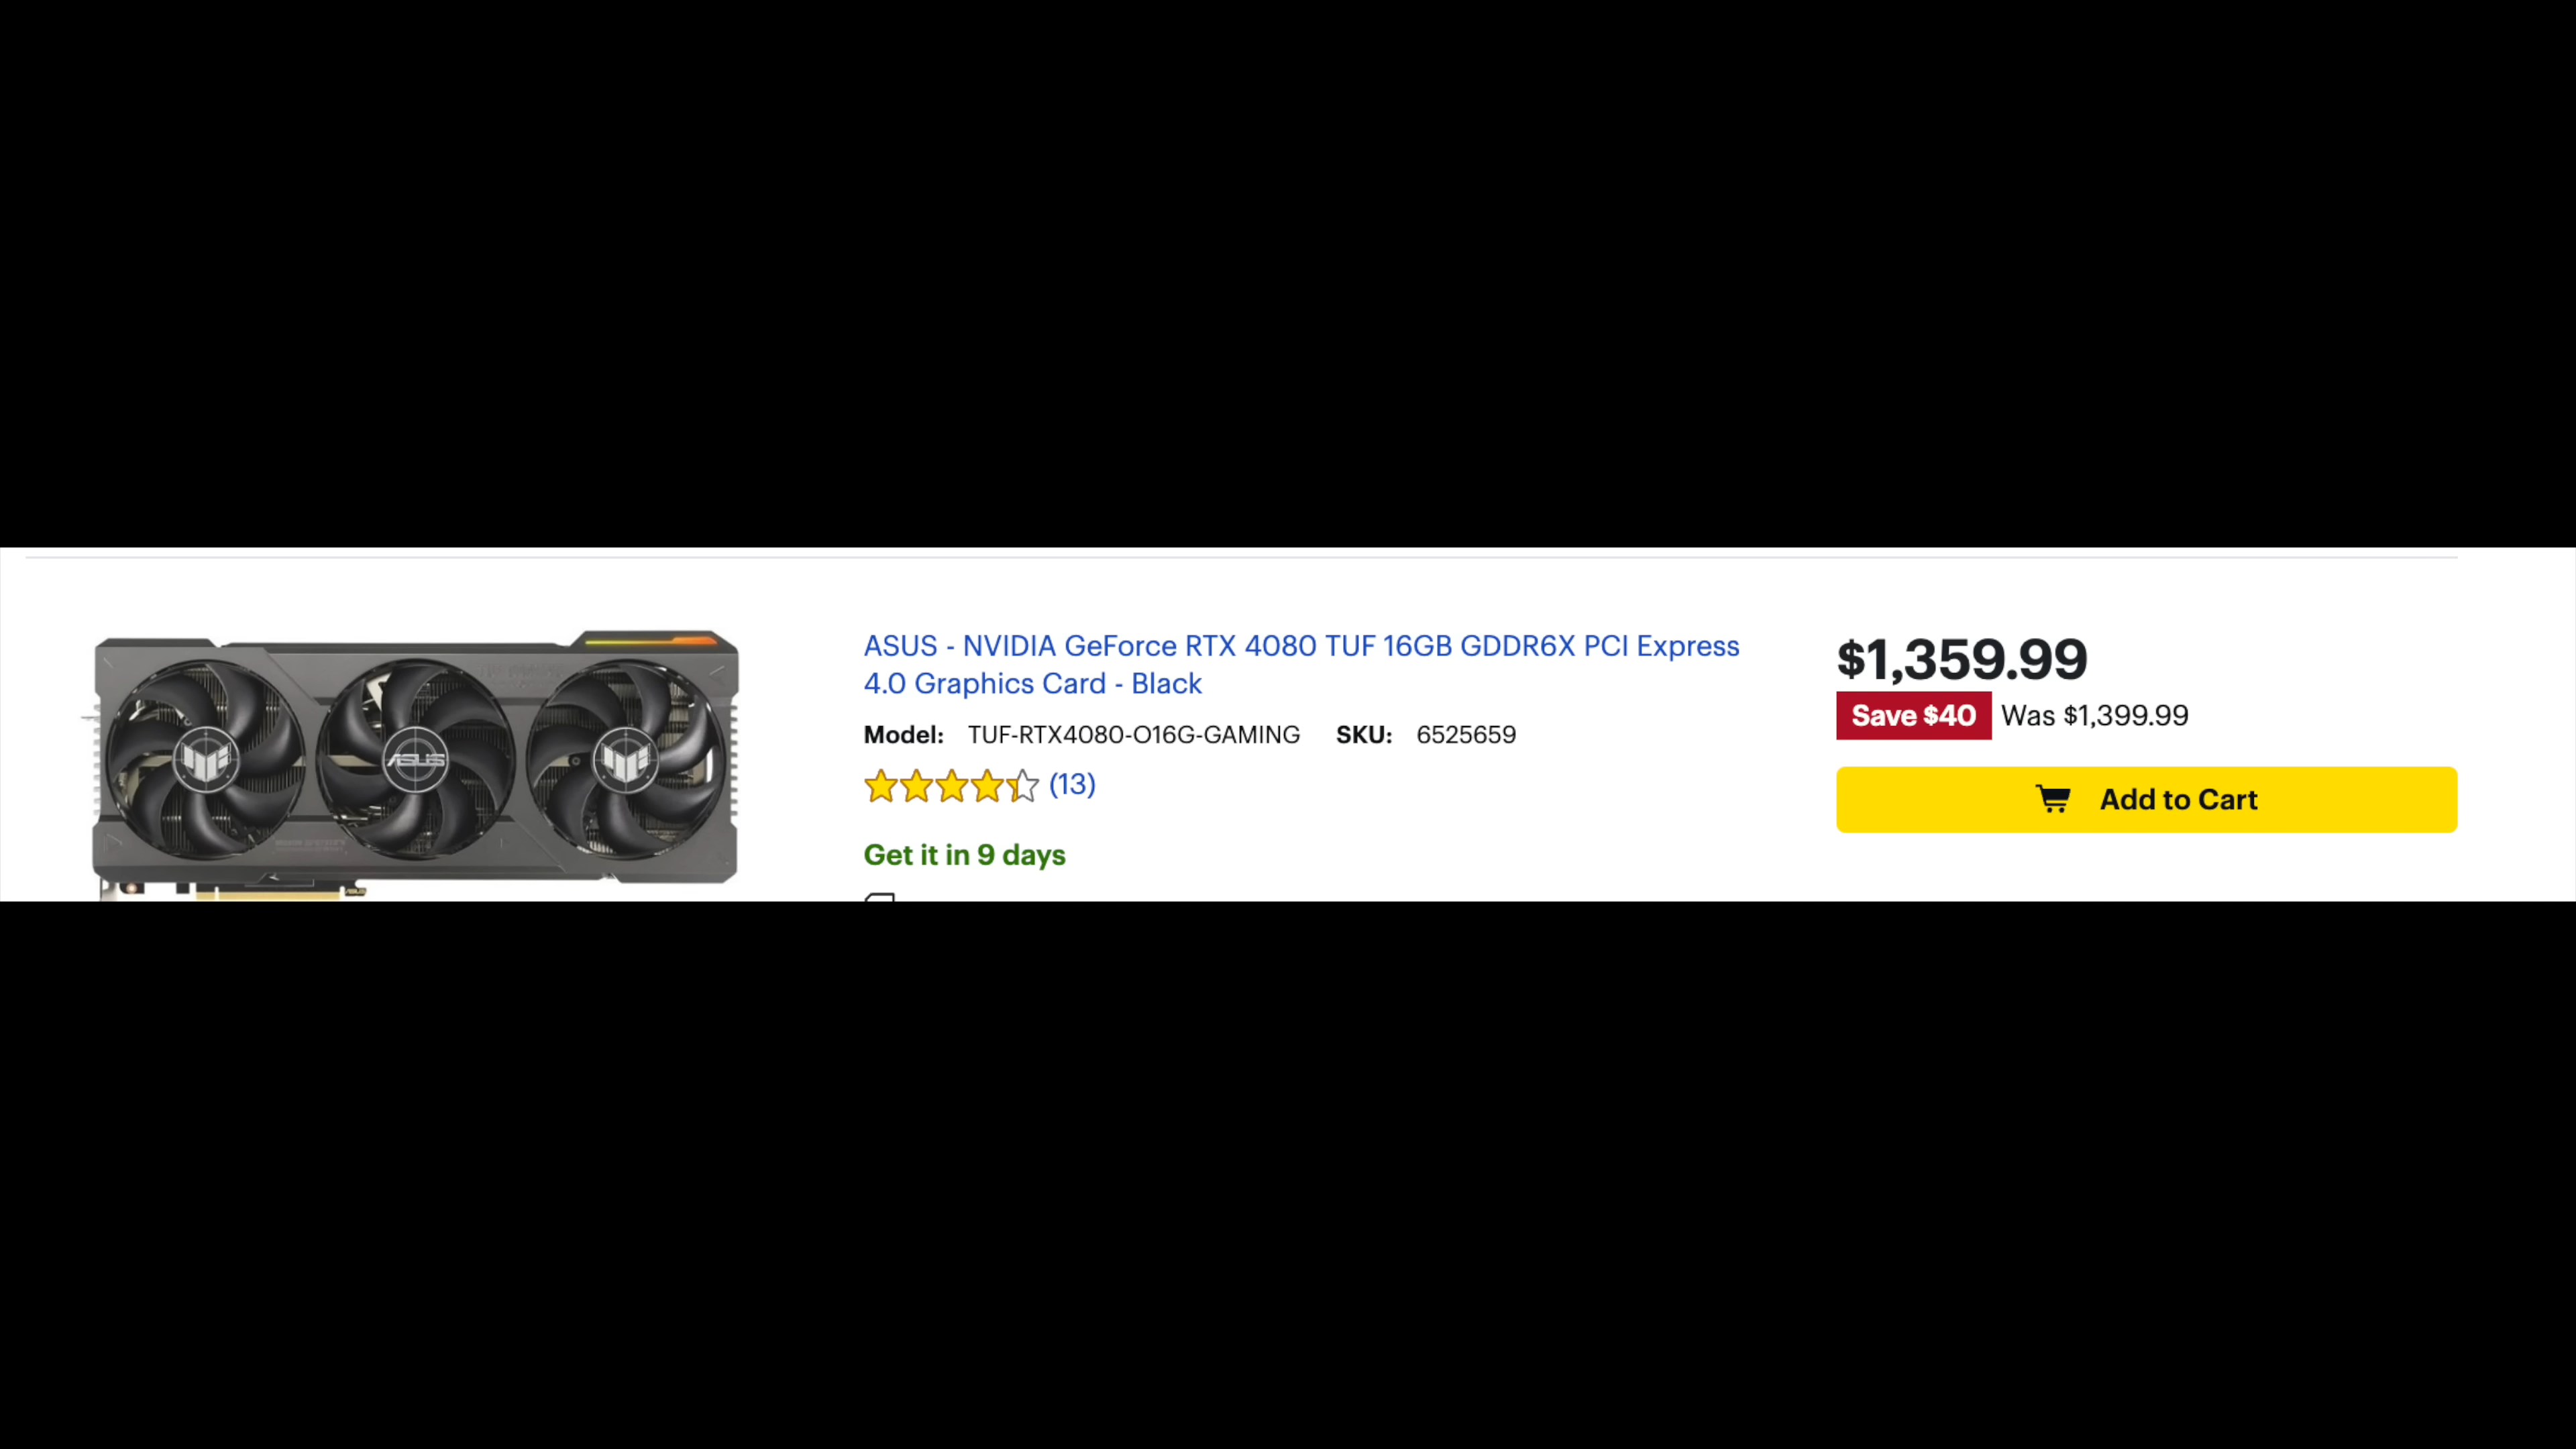 ASUS - NVIDIA GeForce RTX 4080 TUF 16GB GDDR6X PCI Express
4.0 Graphics Card - Black
Model: TUF-RTX4080-O16G-GAMING SKU: 6525659
(13)
Get it in 9 days
$1,359.99
Save $40 Was $1,399.99
Add to Cart
ASUS